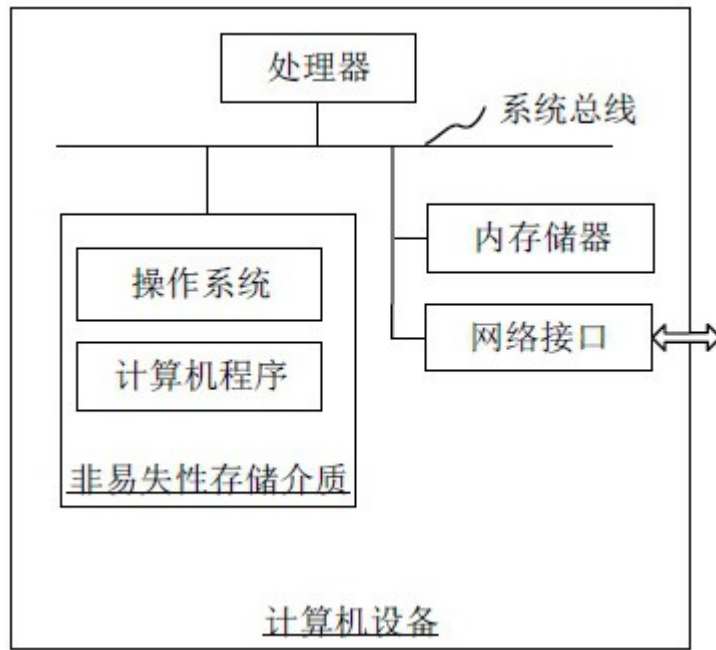 处理器
系统总线
内存储器
操作系统
网络接口
计算机程序
非易失性存储介质
计算机设备